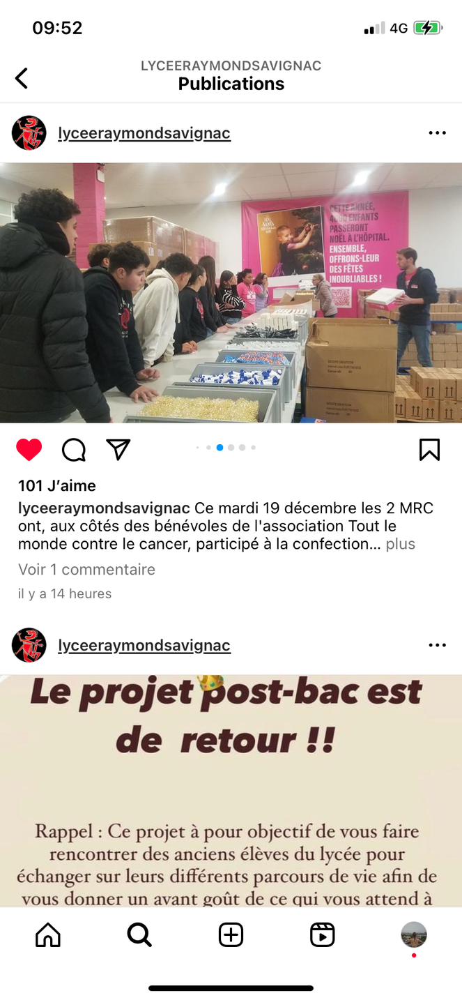 09:52
4G
LYCEERAYMONDSAVIGNAC
Publications
lyceeraymondsavignac
CETTE ANNÉE,
ENFANTS
PASSERONT
NOËL À L'HÔPITAL.
ENSEMBLE,
OFFRONS-LEUR
DES FÊTES
INOUBLIABLES !
101 J’aime
lyceeraymondsavignac Ce mardi 19 décembre les 2 MRC
ont, aux côtés des bénévoles de l'association Tout le
monde contre le cancer, participé à la confection... plus
Voir 1 commentaire
il y a 14 heures
lyceeraymondsavignac
Le projet post-bac est
de retour !!
Rappel : Ce projet à pour objectif de vous faire
rencontrer des anciens élèves du lycée pour
échanger sur leurs différents parcours de vie afin de
vous donner un avant goût de ce qui vous attend à